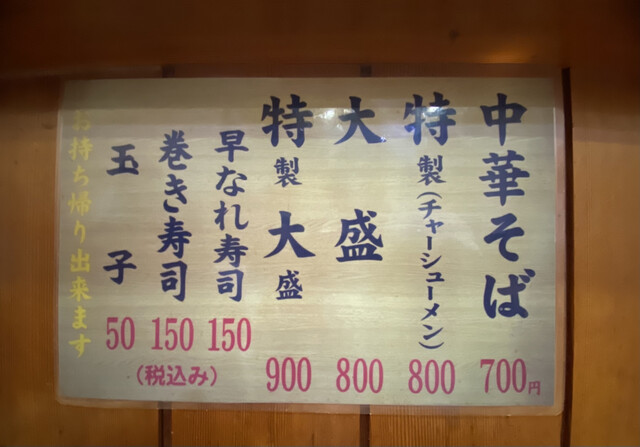 中華そば 700円
特製(チャーシューメン) 800
大盛 800
特製大盛 900
早なれ寿司 150
巻き寿司 150
玉子 50
(税込み)
お持ち帰り出来ます